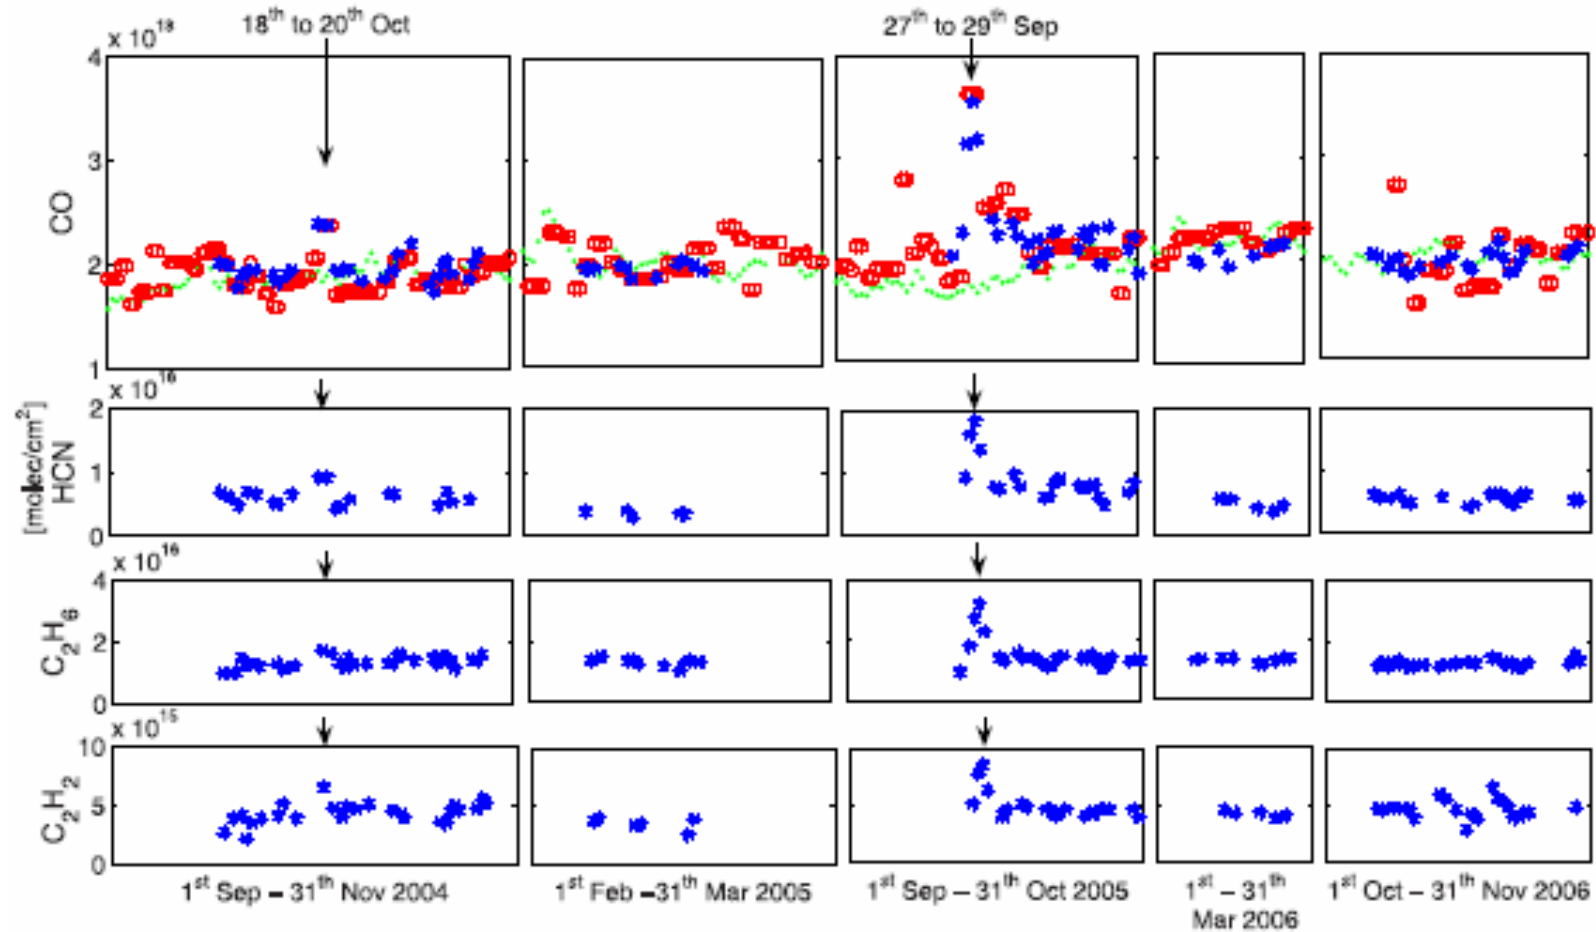 18th to 20th Oct
27th to 29th Sep
x 10^18
4
3
2
1
CO
x 10^16
2
1
0
[molec/cm^2]
HCN
x 10^16
4
2
0
C2H6
x 10^15
10
5
0
C2H2
1st Sep – 31th Nov 2004
1st Feb –31th Mar 2005
1st Sep – 31th Oct 2005
1st – 31th
Mar 2006
1st Oct – 31th Nov 2006